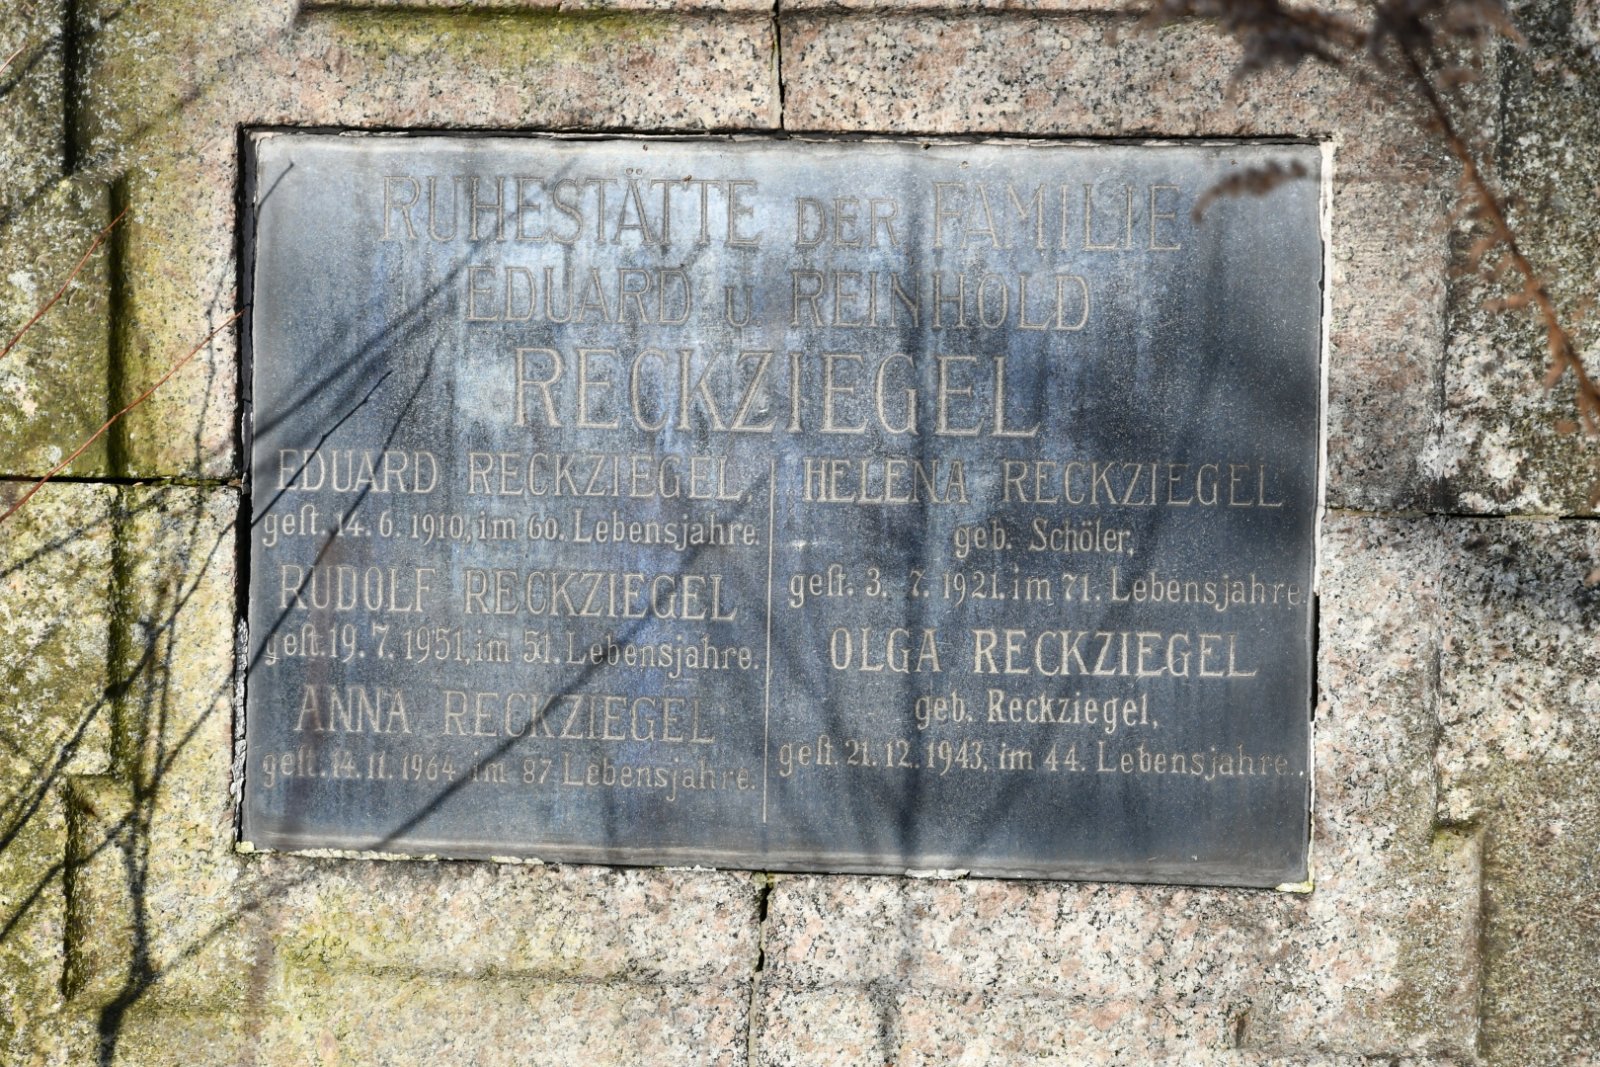 RUHESTÄTTE DER FAMILIE
EDUARD u REINHOLD
RECKZIEGEL
EDUARD RECKZIEGEL,
geſt. 14. 6. 1910, im 60. Lebensjahre.
RUDOLF RECKZIEGEL
geſt. 19. 7. 1951, im 51. Lebensjahre.
ANNA RECKZIEGEL
geſt. 14. 11. 1964 im 87 Lebensjahre.
HELENA RECKZIEGEL
geb. Schöler,
geſt. 3. 7. 1921. im 71. Lebensjahre.
OLGA RECKZIEGEL
geb. Reckziegel,
geſt. 21. 12. 1943, im 44. Lebensjahre.